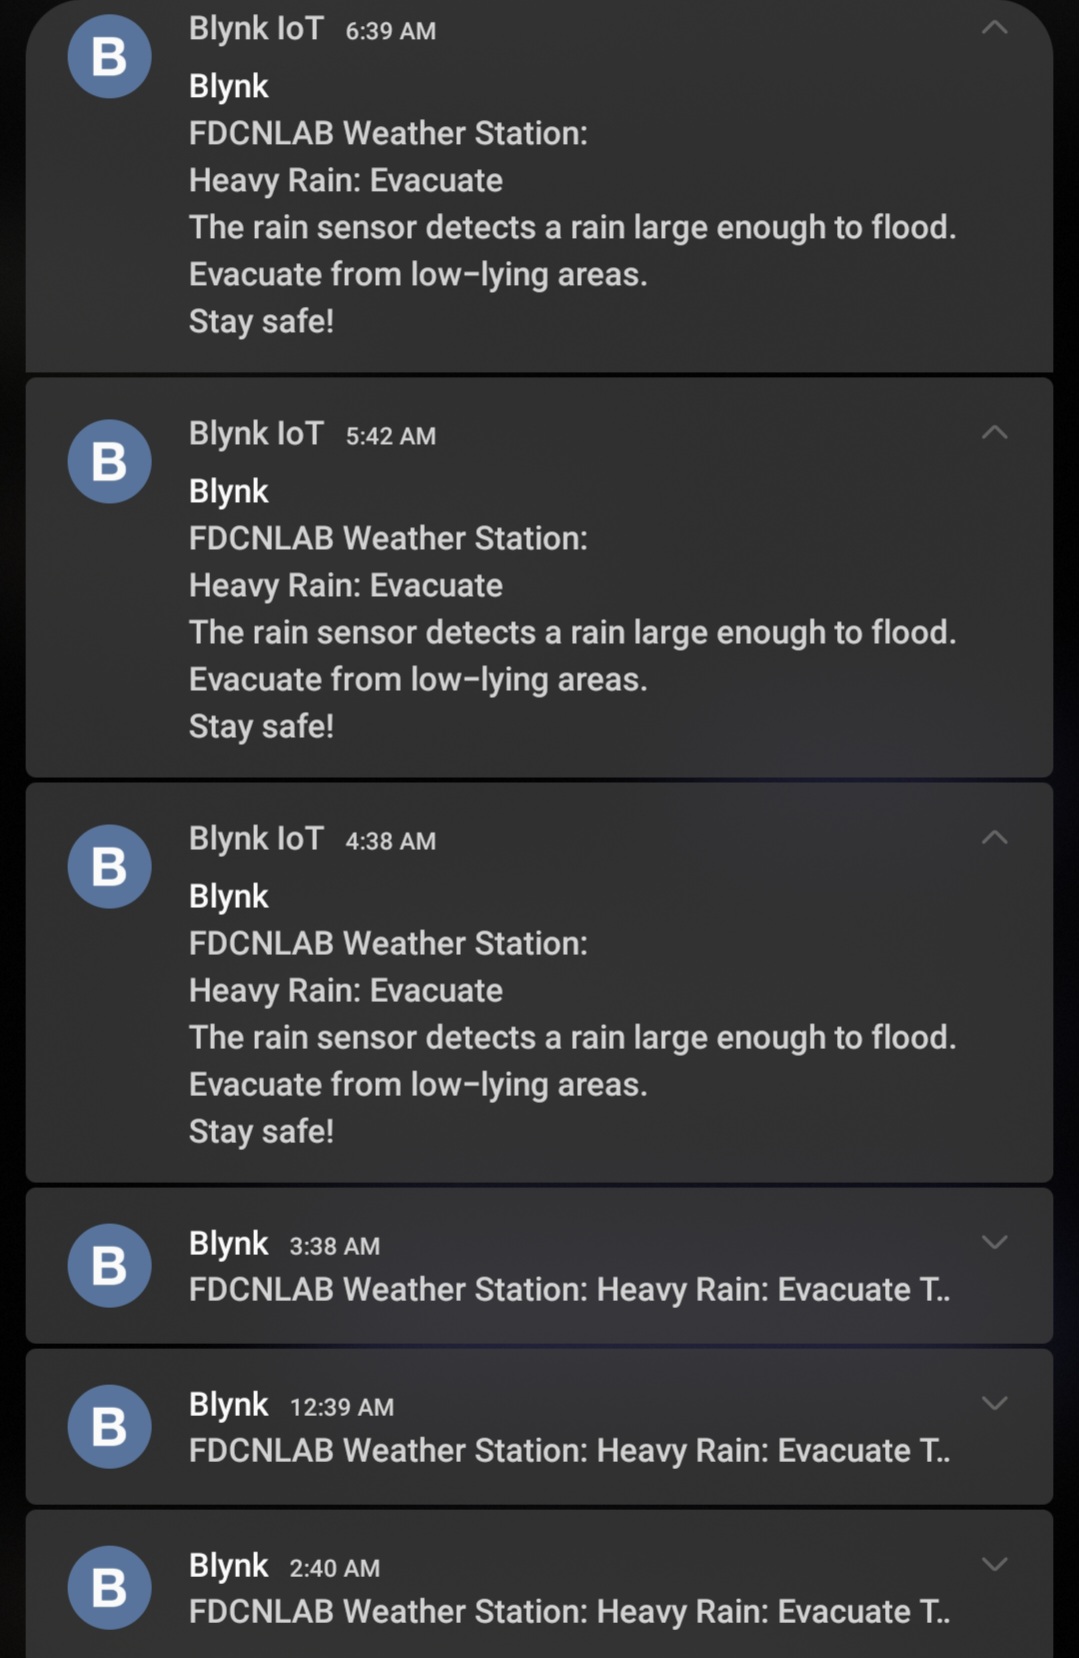 B
Blynk IoT 6:39 AM
Blynk
FDCNLAB Weather Station:
Heavy Rain: Evacuate
The rain sensor detects a rain large enough to flood.
Evacuate from low-lying areas.
Stay safe!
B
Blynk IoT 5:42 AM
Blynk
FDCNLAB Weather Station:
Heavy Rain: Evacuate
The rain sensor detects a rain large enough to flood.
Evacuate from low-lying areas.
Stay safe!
B
Blynk IoT 4:38 AM
Blynk
FDCNLAB Weather Station:
Heavy Rain: Evacuate
The rain sensor detects a rain large enough to flood.
Evacuate from low-lying areas.
Stay safe!
B
Blynk 3:38 AM
FDCNLAB Weather Station: Heavy Rain: Evacuate T..
B
Blynk 12:39 AM
FDCNLAB Weather Station: Heavy Rain: Evacuate T..
B
Blynk 2:40 AM
FDCNLAB Weather Station: Heavy Rain: Evacuate T..